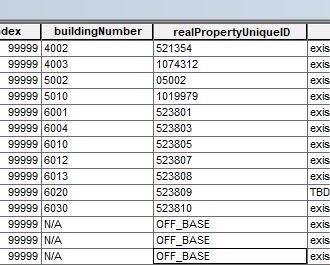 ndex buildingNumber realPropertyUniqueID
99999 4002 521354 exis
99999 4003 1074312 exis
99999 5002 05002 exis
99999 5010 1019979 exis
99999 6001 523801 exis
99999 6004 523803 exis
99999 6010 523805 exis
99999 6012 523807 exis
99999 6013 523808 exis
99999 6020 523809 TBD
99999 6030 523810 exis
99999 N/A OFF_BASE exis
99999 N/A OFF_BASE exis
99999 N/A OFF_BASE exis